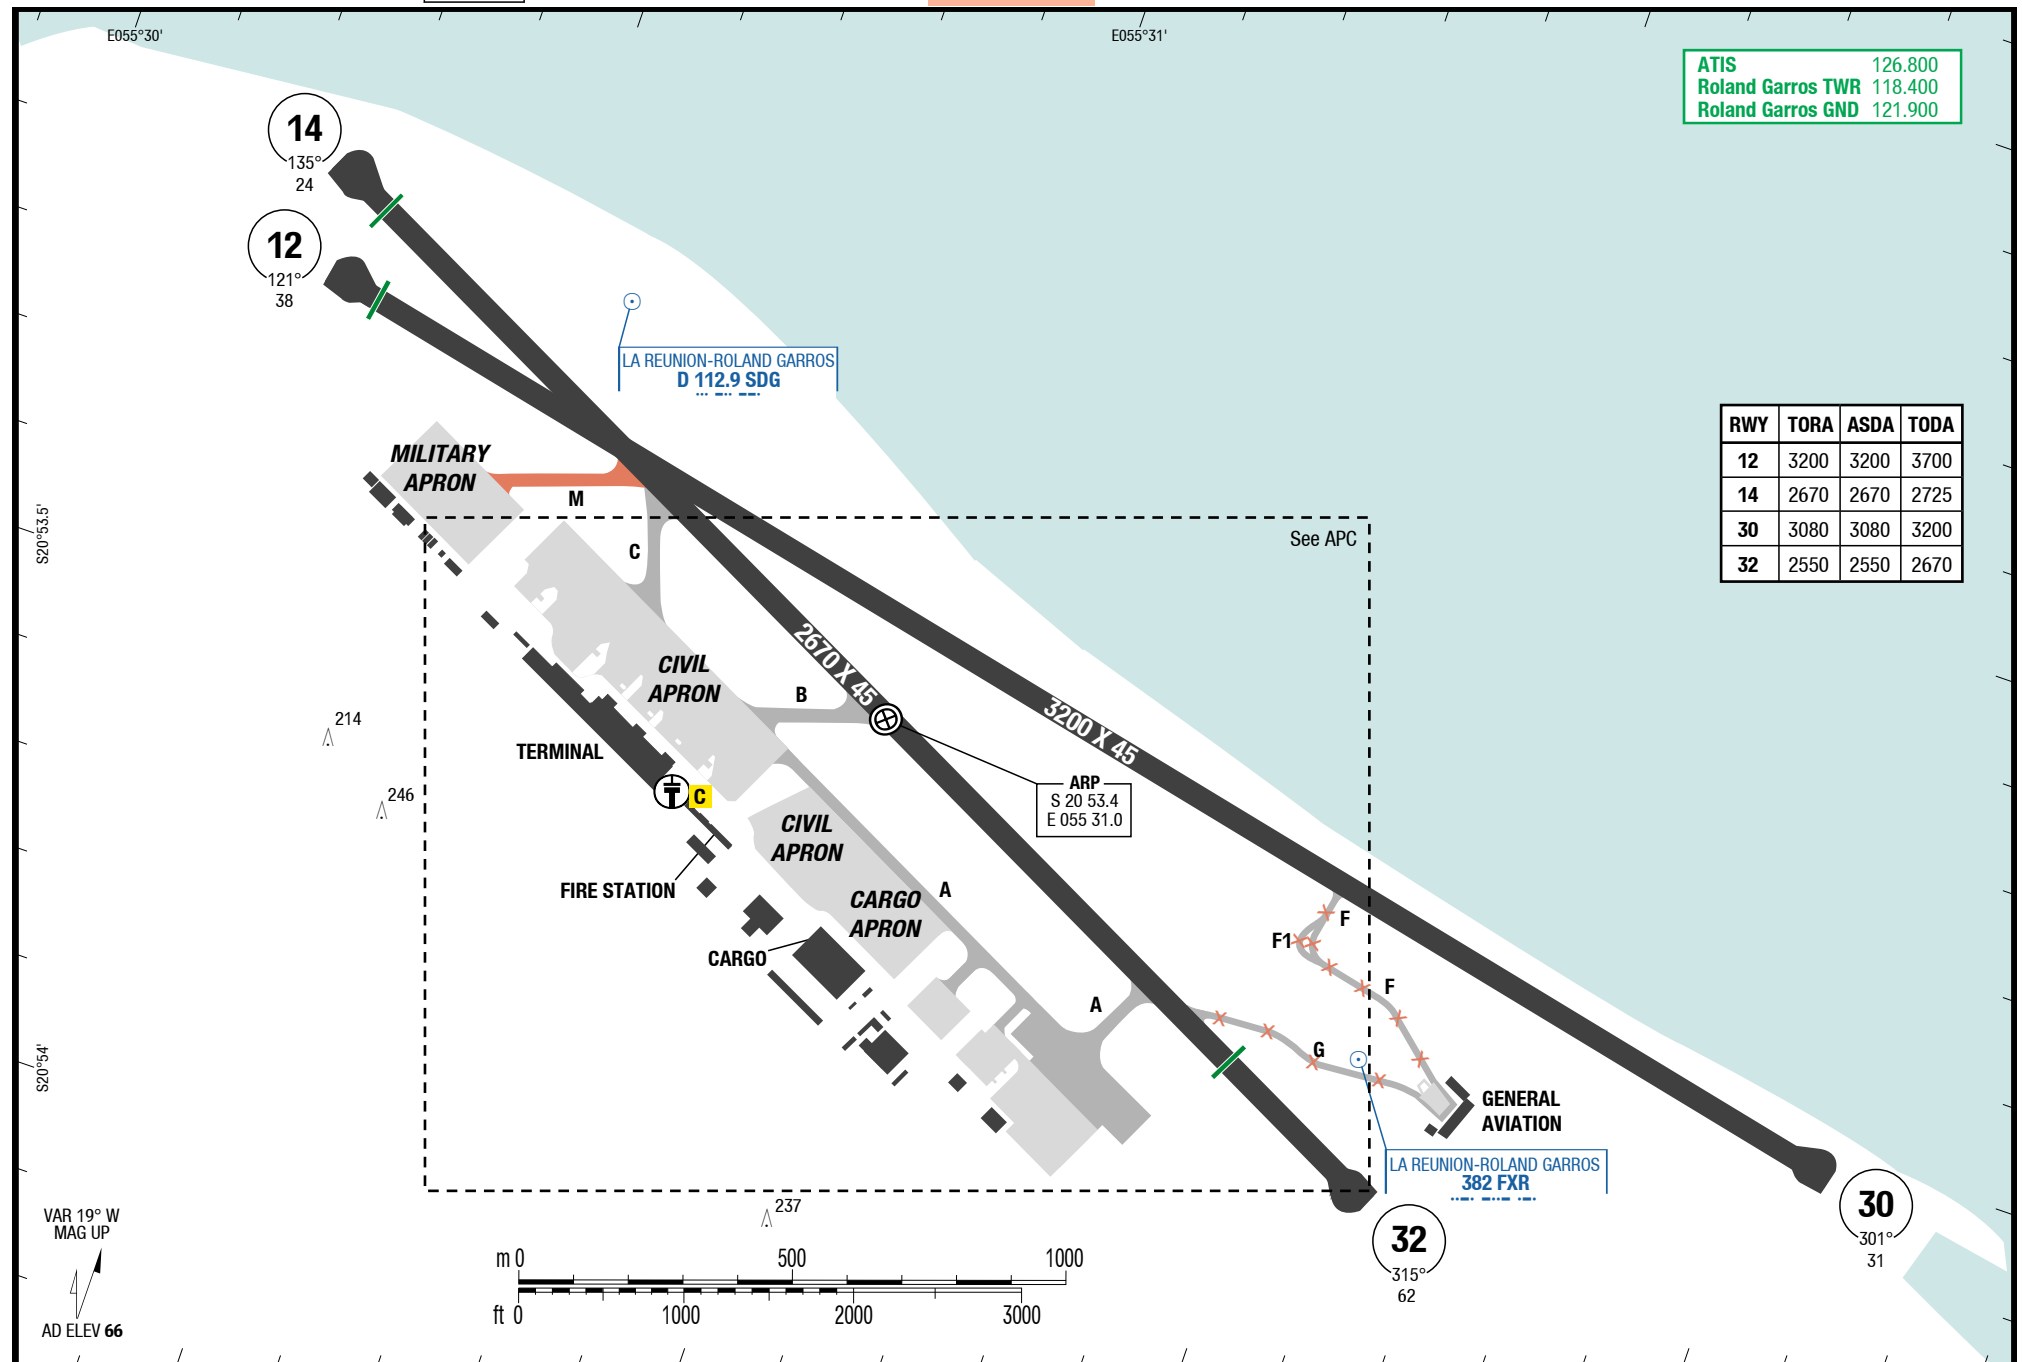 E055°30'
E055°31'
ATIS 126.800
Roland Garros TWR 118.400
Roland Garros GND 121.900
14
135°
24
12
121°
38
LA REUNION-ROLAND GARROS
D 112.9 SDG
RWY TORA ASDA TODA
12 3200 3200 3700
14 2670 2670 2725
30 3080 3080 3200
32 2550 2550 2670
MILITARY
APRON
M
S20°53.5'
See APC
C
2670 X 45
CIVIL
APRON
B
3200 X 45
214
TERMINAL
ARP
S 20 53.4
E 055 31.0
246
C
CIVIL
APRON
FIRE STATION
A
CARGO
APRON
F
F1
CARGO
F
A
S20°54'
G
GENERAL
AVIATION
LA REUNION-ROLAND GARROS
382 FXR
237
VAR 19° W
MAG UP
AD ELEV 66
30
301°
31
32
315°
62
m 0 500 1000
ft 0 1000 2000 3000